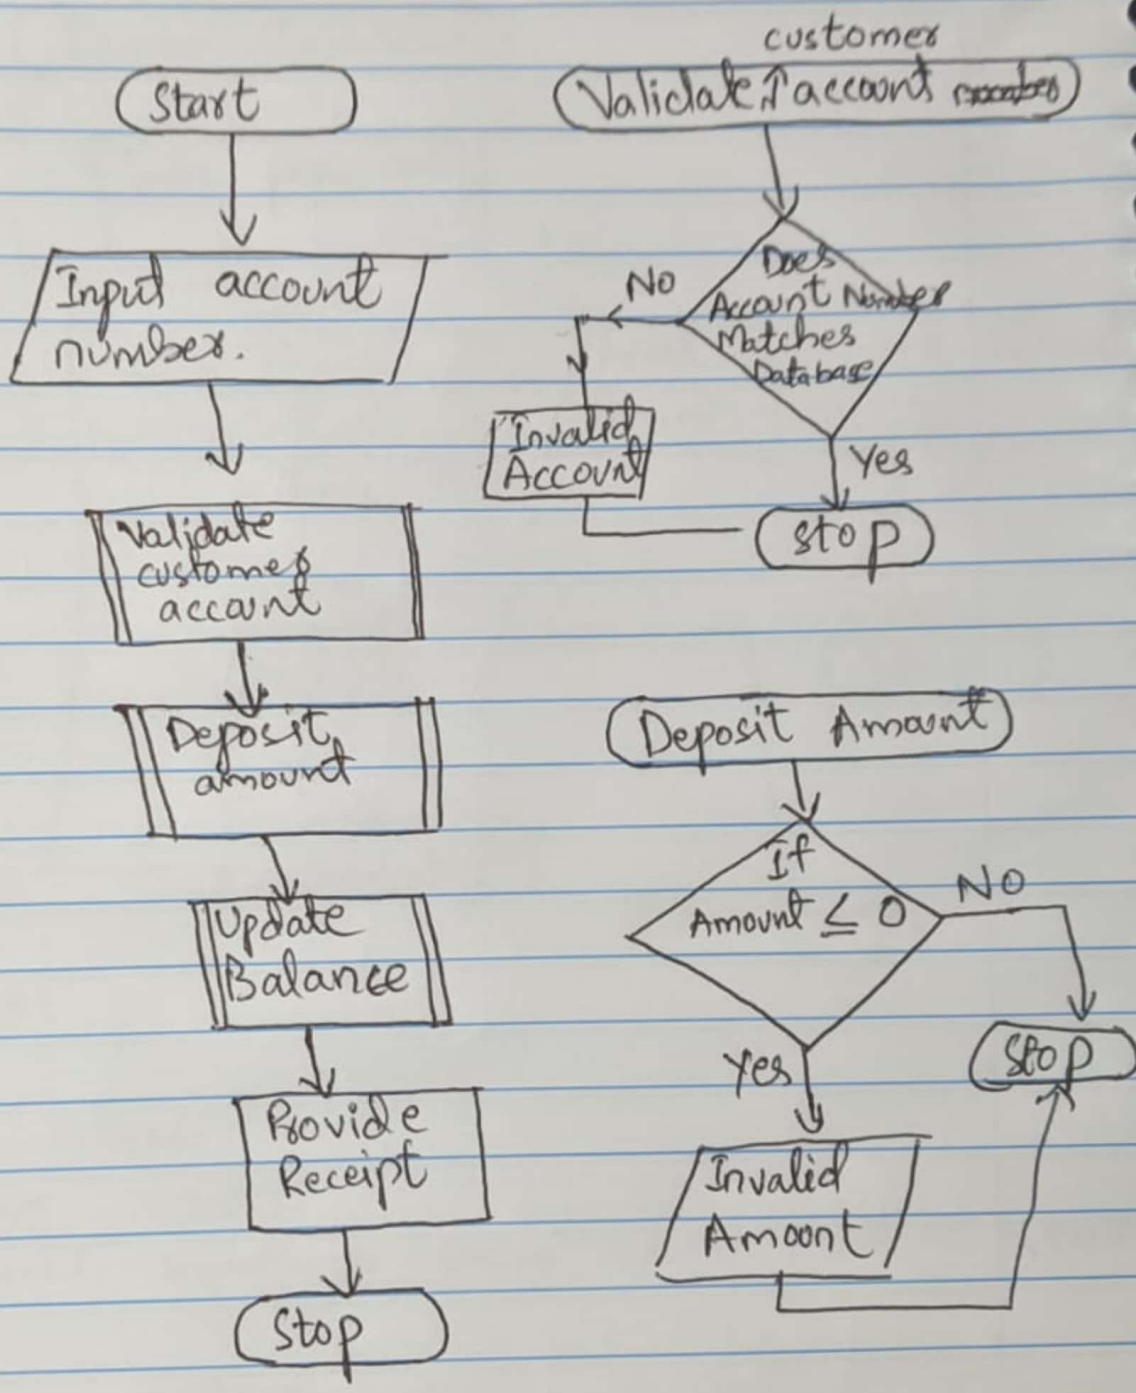 Start
Input account
number.
Validate
customer
account
Deposit
amount
Update
Balance
Provide
Receipt
Stop
customer
Validate account number
Does
Account Number
Matches
Database
No
Invalid
Account
Yes
Stop
Deposit Amount
If
Amount ≤ 0
NO
Stop
Yes
Invalid
Amount